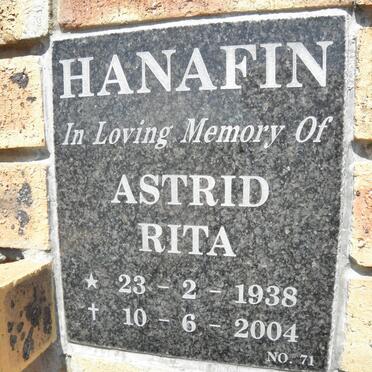 HANAFIN
In Loving Memory Of
ASTRID
RITA
★ 23 - 2 - 1938
✝ 10 - 6 - 2004
NO. 71